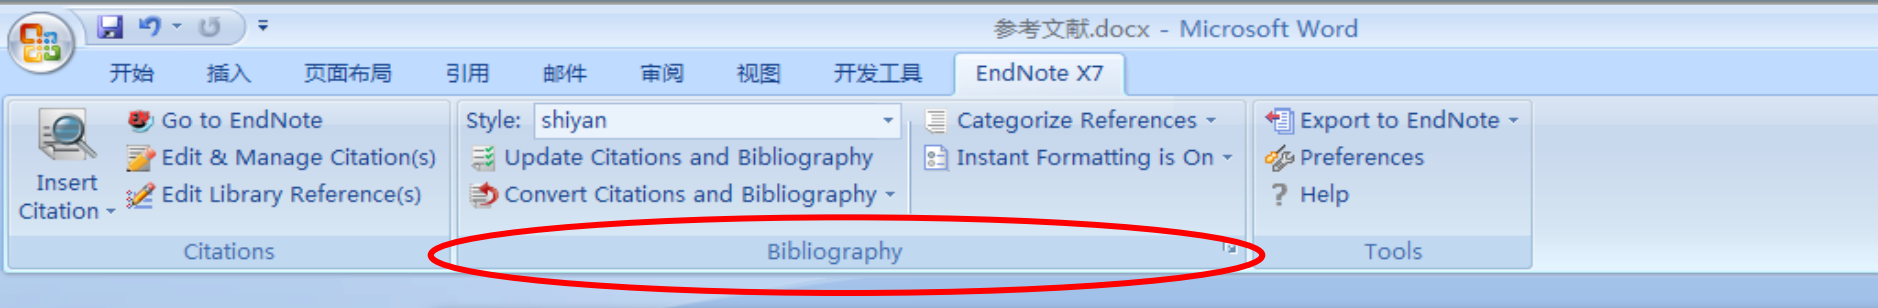 参考文献.docx - Microsoft Word
开始 插入 页面布局 引用 邮件 审阅 视图 开发工具 EndNote X7
Insert Citation
Go to EndNote
Edit & Manage Citation(s)
Edit Library Reference(s)
Citations
Style: shiyan
Update Citations and Bibliography
Convert Citations and Bibliography
Categorize References
Instant Formatting is On
Bibliography
Export to EndNote
Preferences
? Help
Tools